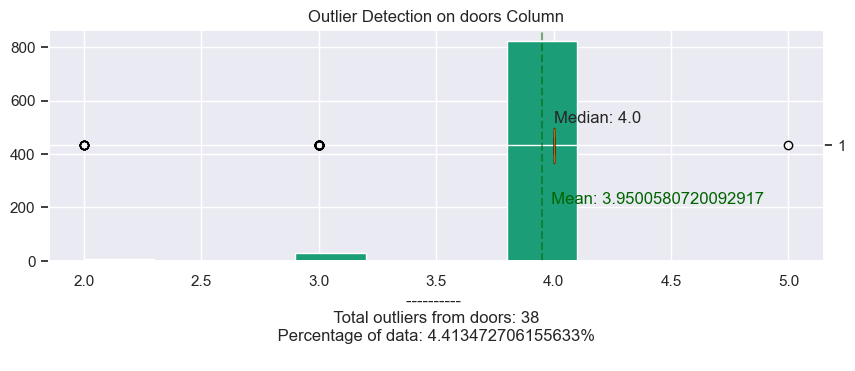 Outlier Detection on doors Column
800
600
400
200
0
Median: 4.0
Mean: 3.9500580720092917
1
2.0 2.5 3.0 3.5 4.0 4.5 5.0
----------
Total outliers from doors: 38
Percentage of data: 4.413472706155633%